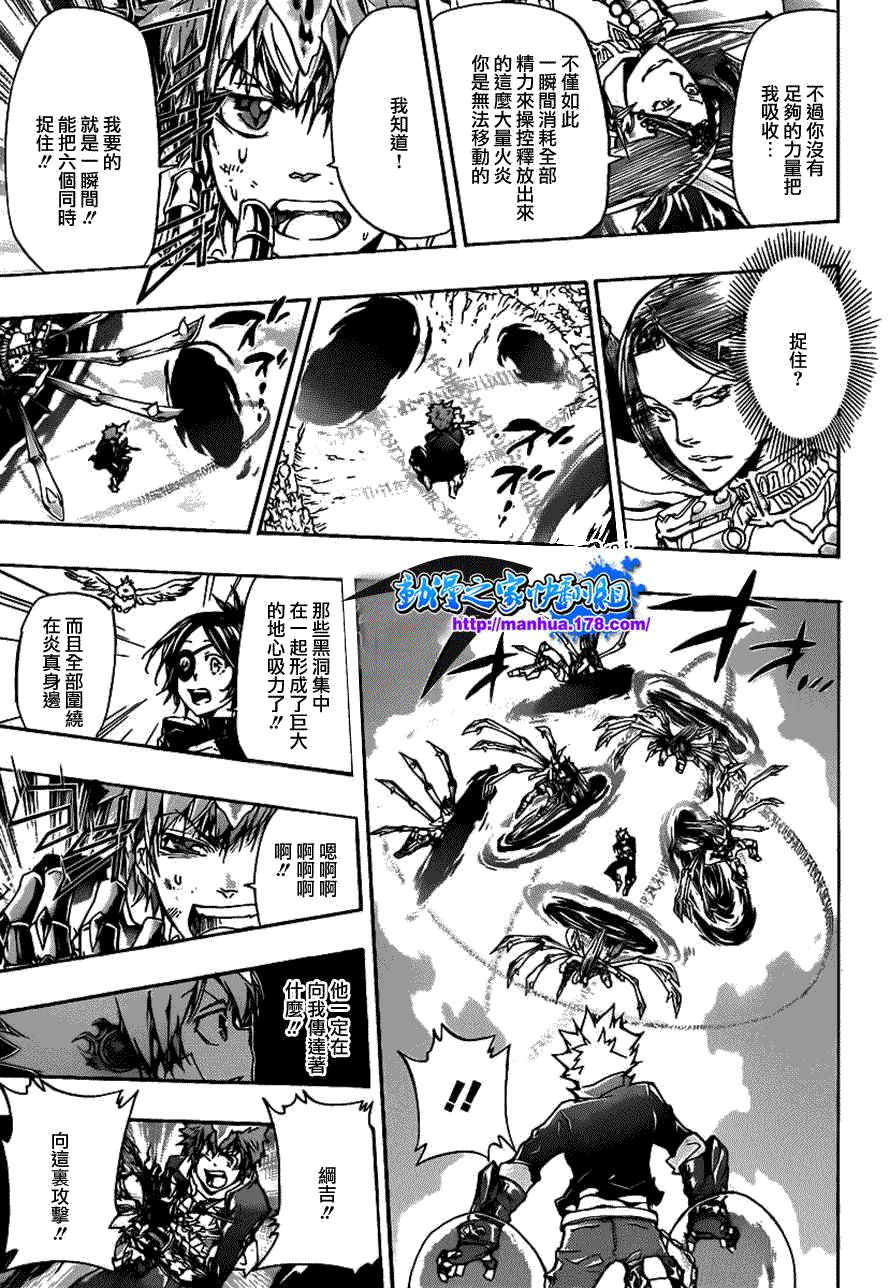 不過你沒有
足夠的力量把
我吸收…
不僅如此
一瞬間消耗全部
精力來操控釋放出來
的這麼大量火炎
你是無法移動的
我知道！
我要的
就是一瞬間!!
能把六個同時
捉住!!
捉住？
動漫之家快翻組
http://manhua.178.com/
那些黑洞集中
在一起形成了巨大
的地心吸力了!!
而且全部圍繞
在炎真身邊
嗯啊啊
啊啊啊
啊!!
他一定在
向我傳達著
什麼!!
!!
綱吉!!
向這裏攻擊!!